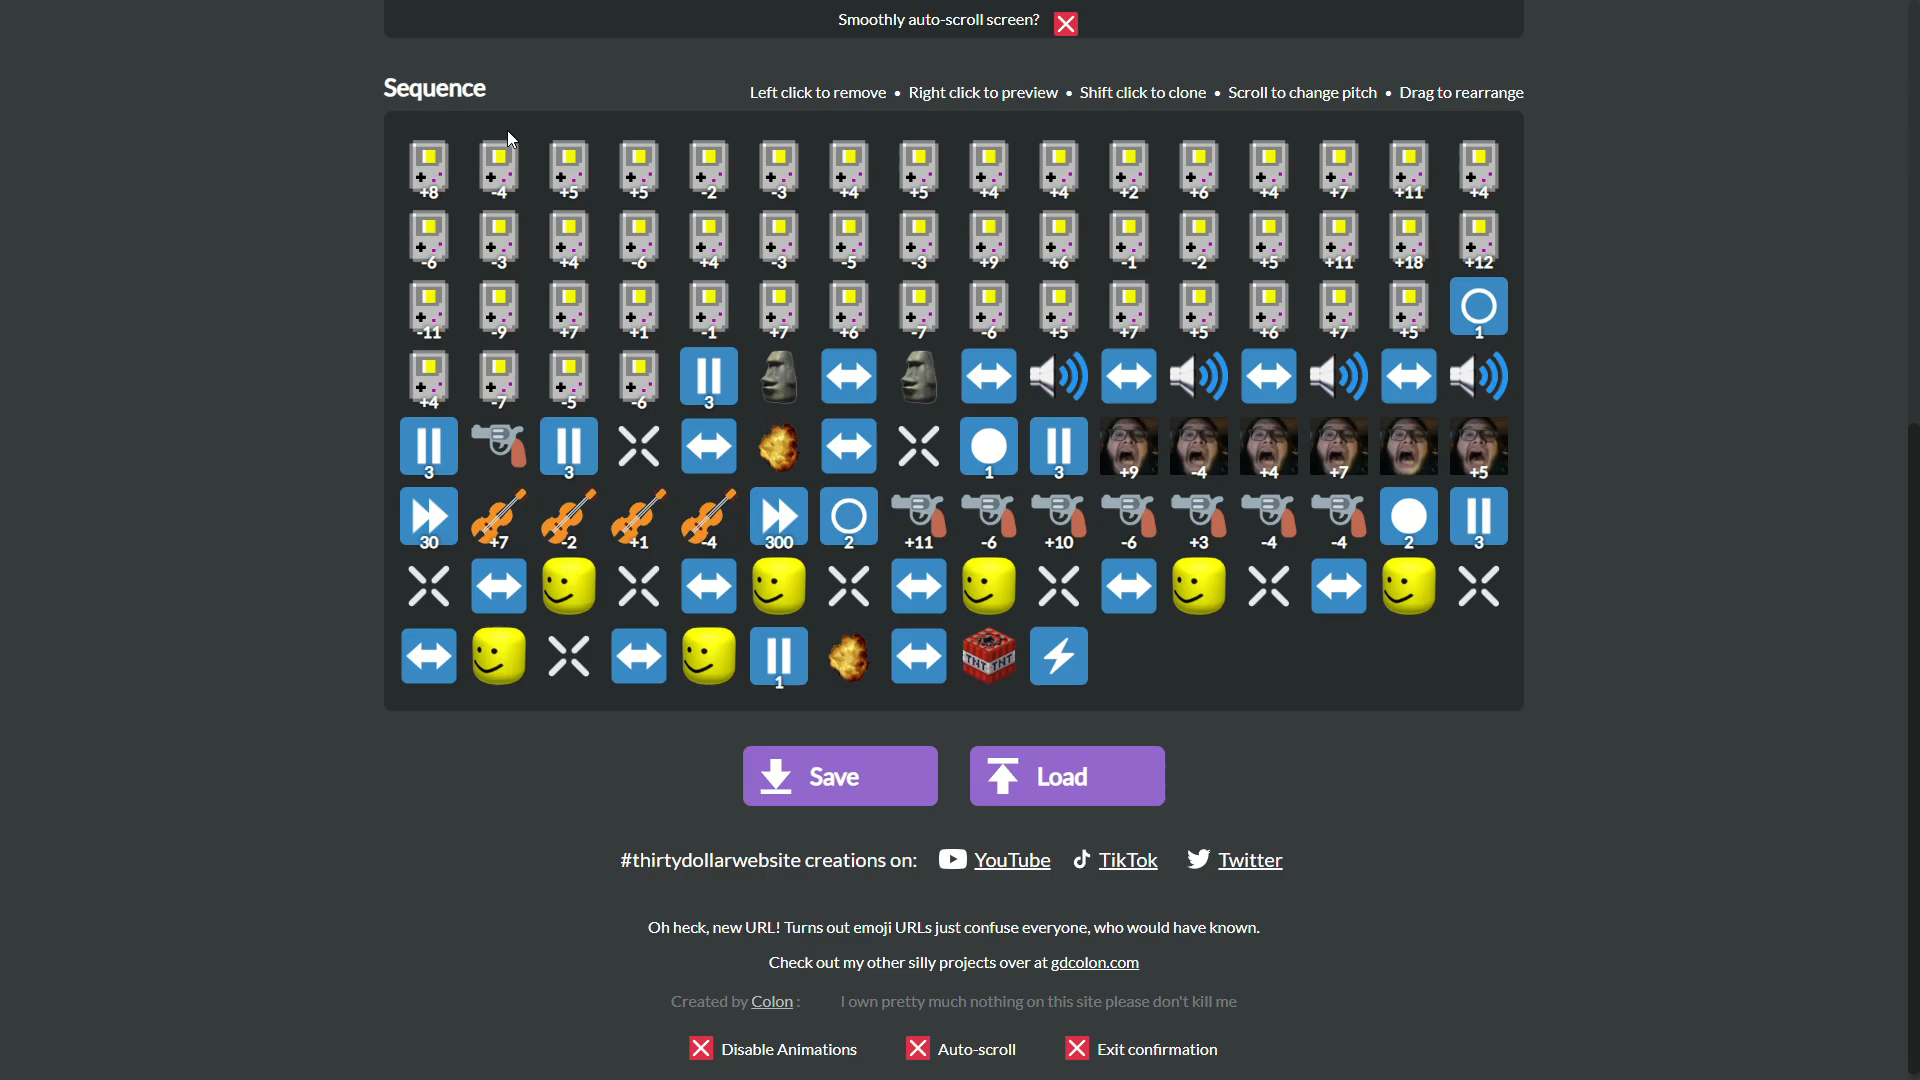 Smoothly auto-scroll screen?
Sequence
Left click to remove • Right click to preview • Shift click to clone • Scroll to change pitch • Drag to rearrange
+8 -4 +5 +5 -2 -3 +4 +5 +4 +4 +2 +6 +4 +7 +11 +4
-6 -3 +4 -6 +4 -3 -5 -3 +9 +6 -1 -2 +5 +11 +18 +12
-11 -9 +7 +1 -1 +7 +6 -7 -6 +5 +7 +5 +6 +7 +5 1
+4 -7 -5 -6 3
3 3 1 3 +9 -4 +4 +7 +5
30 +7 -2 +1 -4 300 2 +11 -6 +10 -6 +3 -4 -4 2 3
1 TNT TNT
Save
Load
#thirtydollarwebsite creations on: YouTube TikTok Twitter
Oh heck, new URL! Turns out emoji URLs just confuse everyone, who would have known.
Check out my other silly projects over at gdcolon.com
Created by Colon : I own pretty much nothing on this site please don't kill me
Disable Animations Auto-scroll Exit confirmation